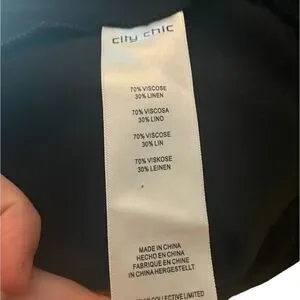 city chic
70% VISCOSE
30% LINEN
70% VISCOSA
30% LINO
70% VISCOSE
30% LIN
70% VISKOSE
30% LEINEN
MADE IN CHINA
HECHO EN CHINA
FABRIQUE EN CHINE
IN CHINA HERGESTELLT
COLLECTIVE LIMITED